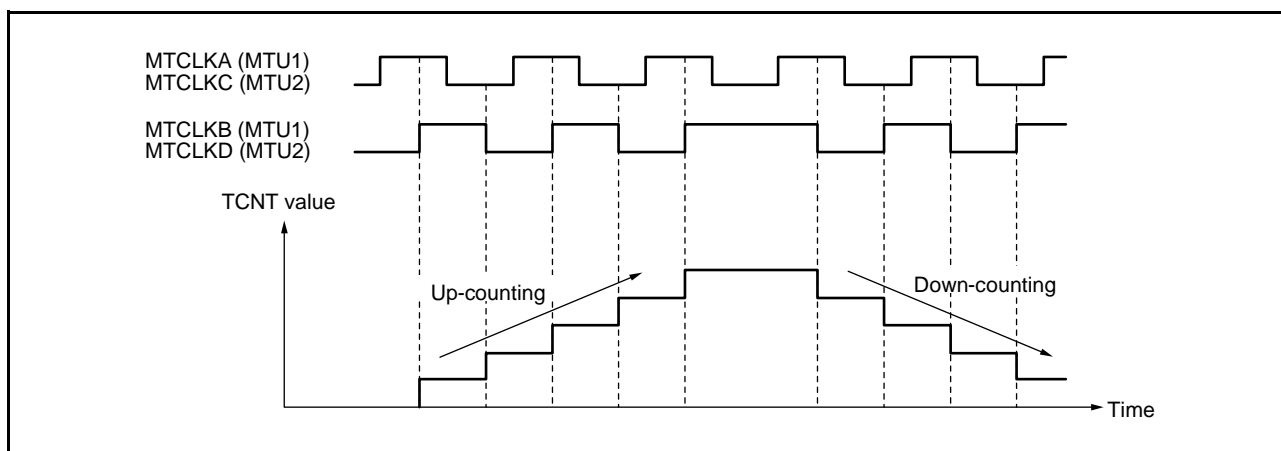 MTCLKA (MTU1)
MTCLKC (MTU2)
MTCLKB (MTU1)
MTCLKD (MTU2)
TCNT value
Up-counting
Down-counting
Time